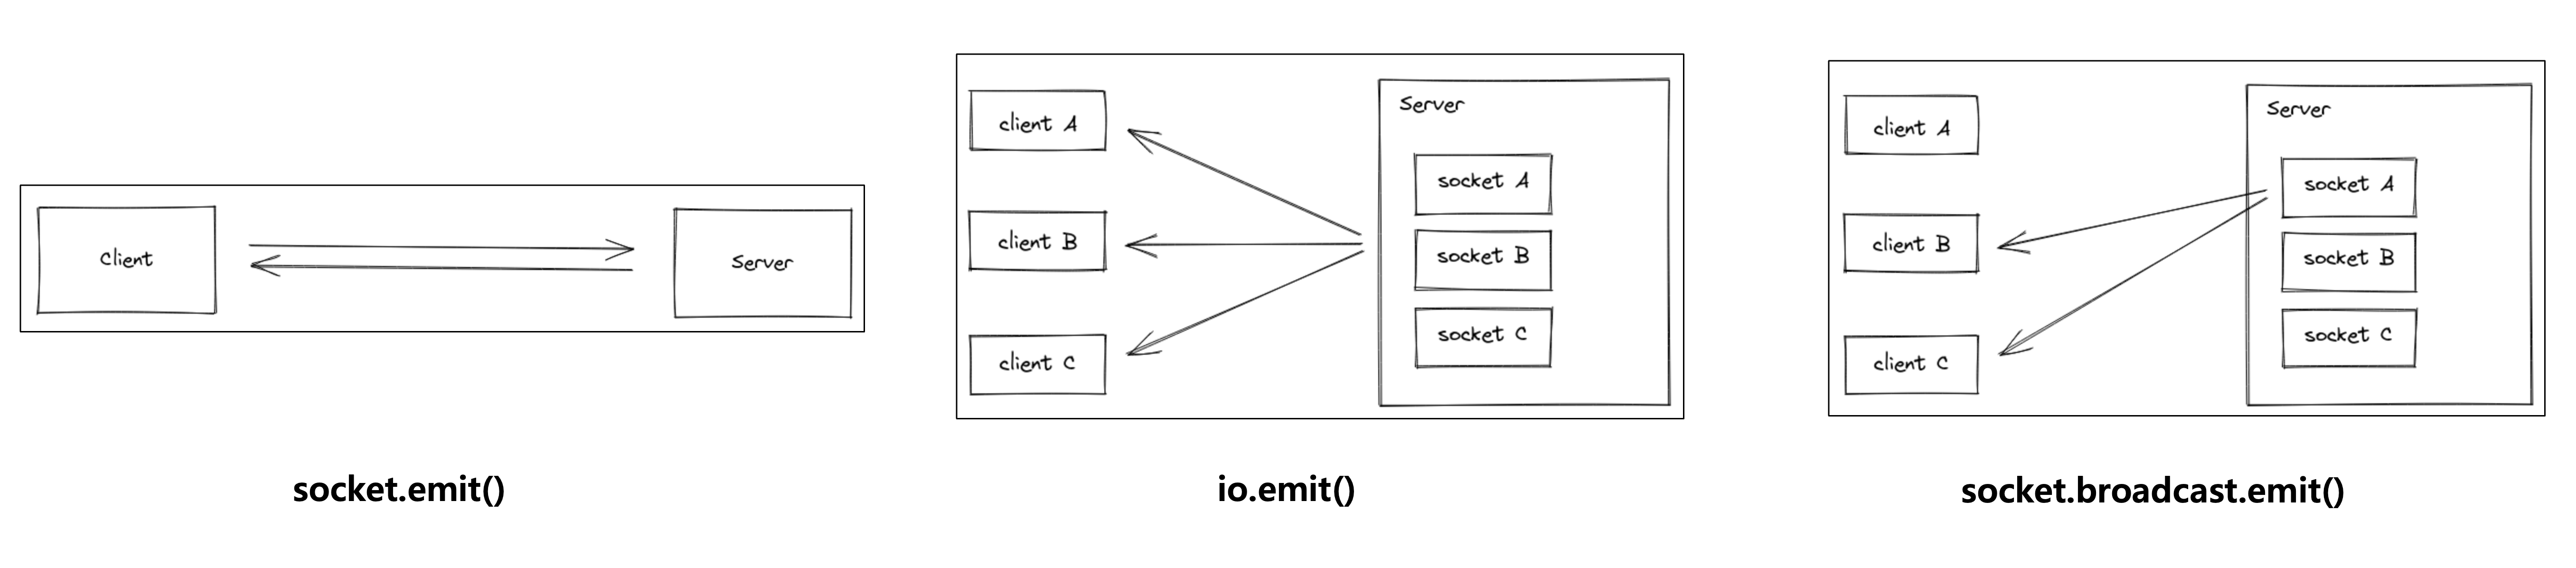 Client
Server
socket.emit()
client A
client B
client C
Server
socket A
socket B
socket C
io.emit()
client A
client B
client C
Server
socket A
socket B
socket C
socket.broadcast.emit()